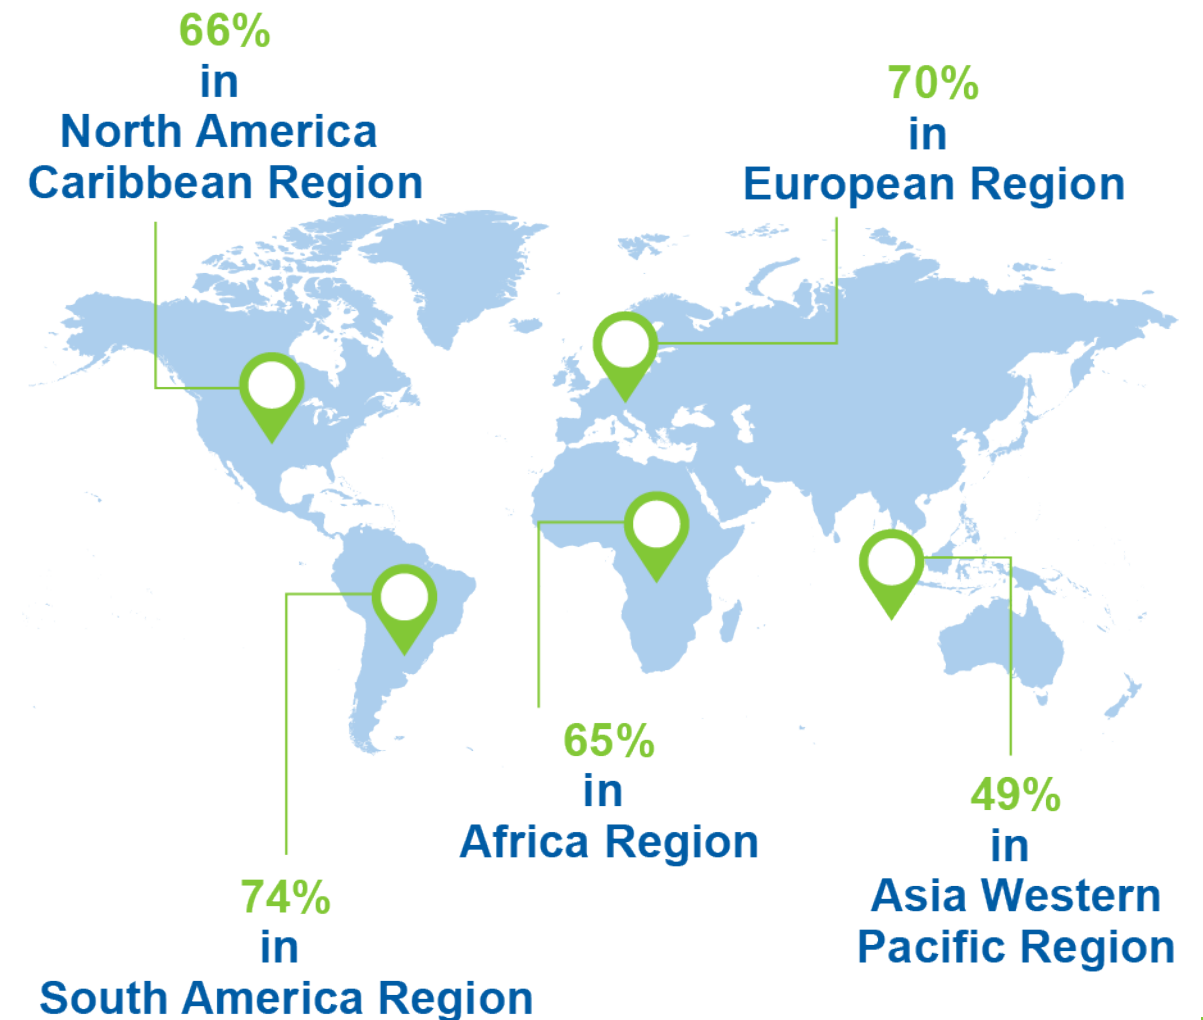 66%
in
North America
Caribbean Region
70%
in
European Region
65%
in
Africa Region
49%
in
Asia Western
Pacific Region
74%
in
South America Region